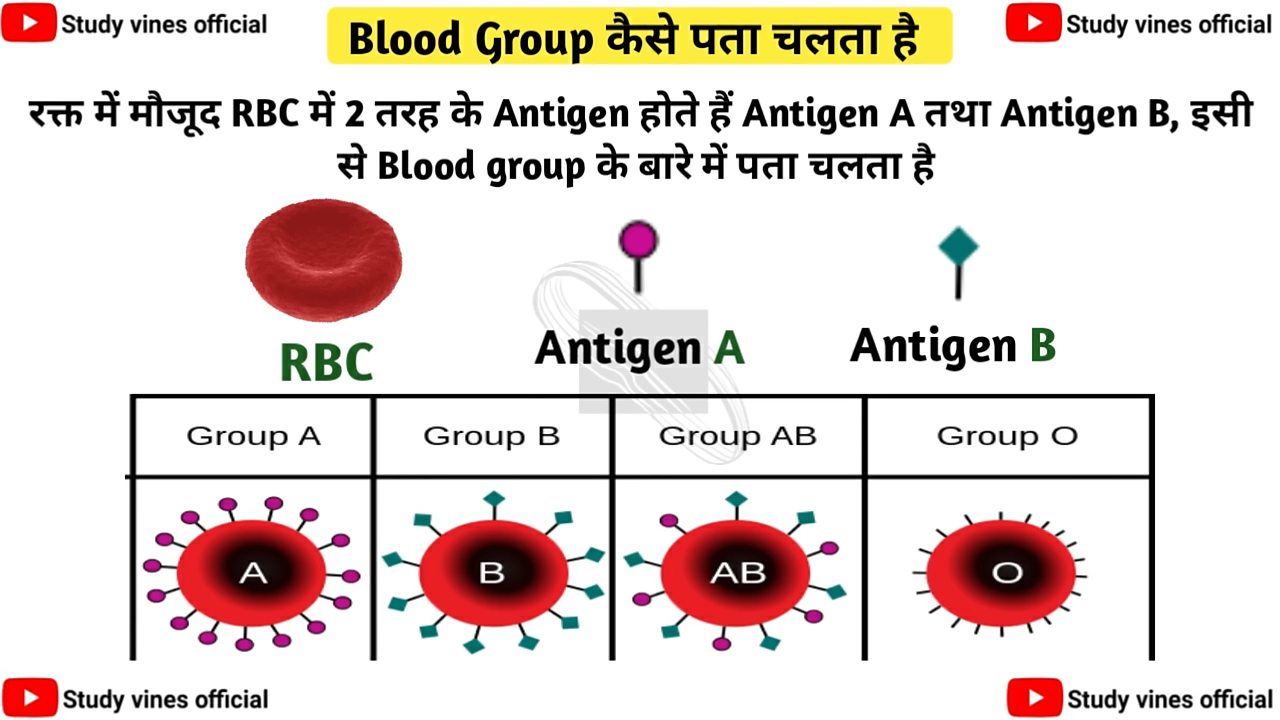 Study vines official
Blood Group कैसे पता चलता है
Study vines official
रक्त में मौजूद RBC में 2 तरह के Antigen होते हैं Antigen A तथा Antigen B, इसी
से Blood group के बारे में पता चलता है
RBC
Antigen A
Antigen B
Group A
Group B
Group AB
Group O
A
B
AB
O
Study vines official
Study vines official